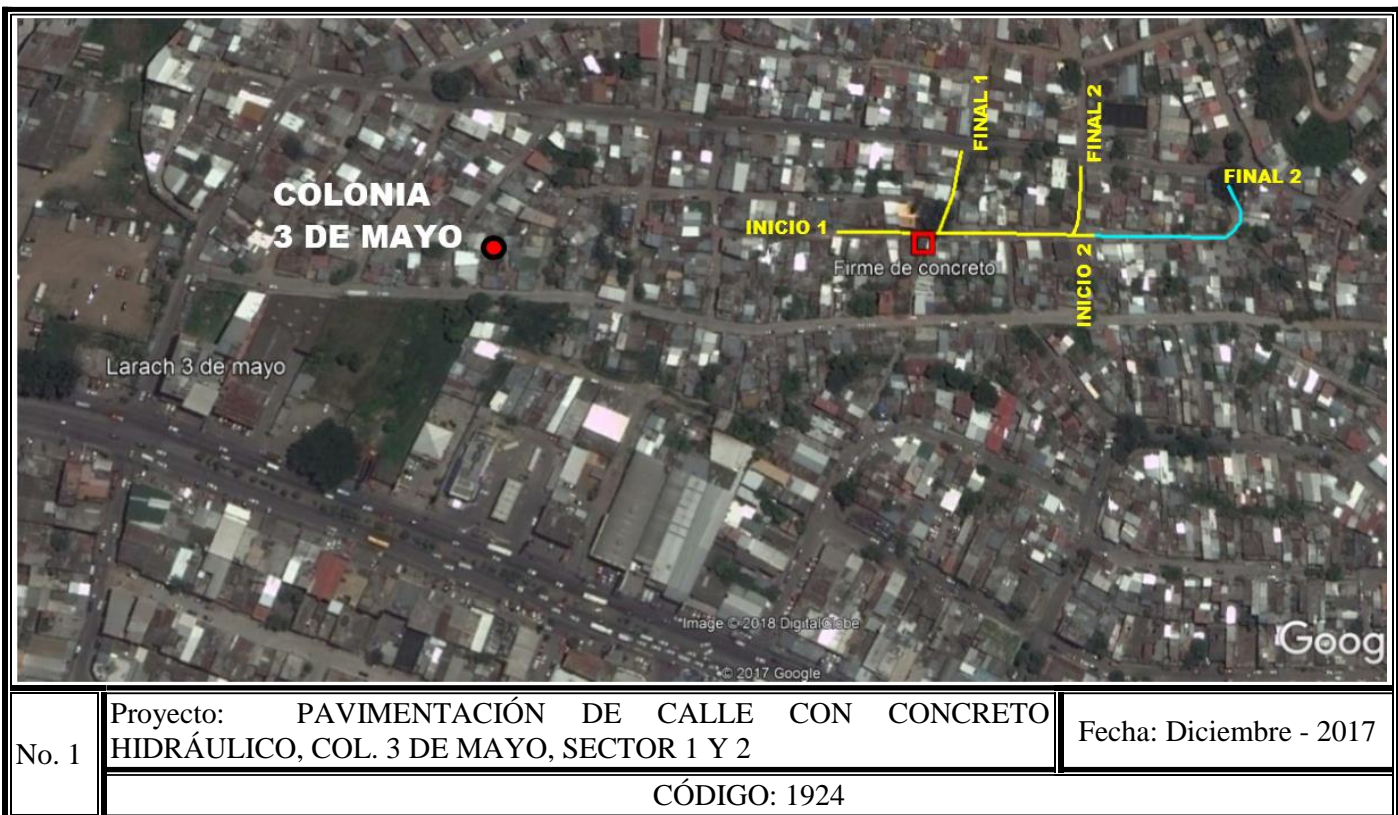 FINAL 1
FINAL 2
FINAL 2
COLONIA
3 DE MAYO
INICIO 1
INICIO 2
Firme de concreto
Larach 3 de mayo
Image © 2018 DigitalGlobe
© 2017 Google
Goog
No. 1
Proyecto: PAVIMENTACIÓN DE CALLE CON CONCRETO
HIDRÁULICO, COL. 3 DE MAYO, SECTOR 1 Y 2
Fecha: Diciembre - 2017
CÓDIGO: 1924